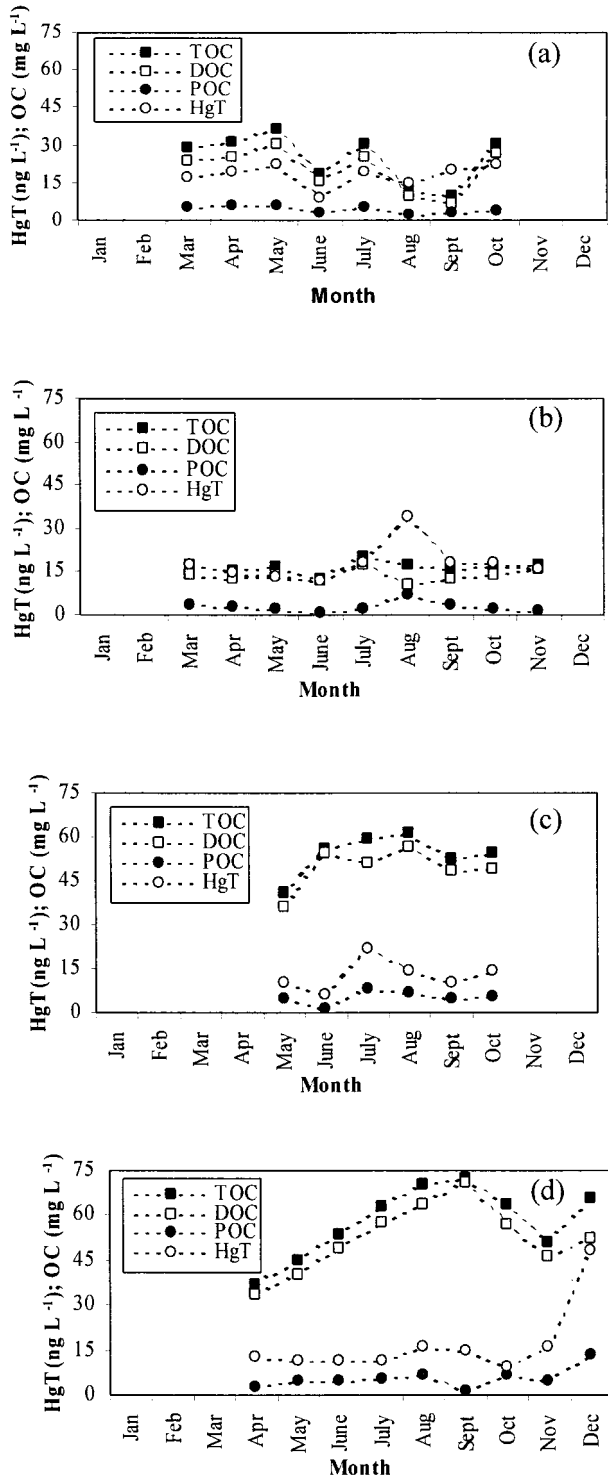 (a)
TOC
DOC
POC
HgT
HgT (ng L⁻¹); OC (mg L⁻¹)
75
60
45
30
15
0
Jan Feb Mar Apr May June July Aug Sept Oct Nov Dec
Month
(b)
TOC
DOC
POC
HgT
HgT (ng L⁻¹); OC (mg L⁻¹)
75
60
45
30
15
0
Jan Feb Mar Apr May June July Aug Sept Oct Nov Dec
Month
(c)
TOC
DOC
POC
HgT
HgT (ng L⁻¹); OC (mg L⁻¹)
75
60
45
30
15
0
Jan Feb Mar Apr May June July Aug Sept Oct Nov Dec
Month
(d)
TOC
DOC
POC
HgT
HgT (ng L⁻¹); OC (mg L⁻¹)
75
60
45
30
15
0
Jan Feb Mar Apr May June July Aug Sept Oct Nov Dec
Month